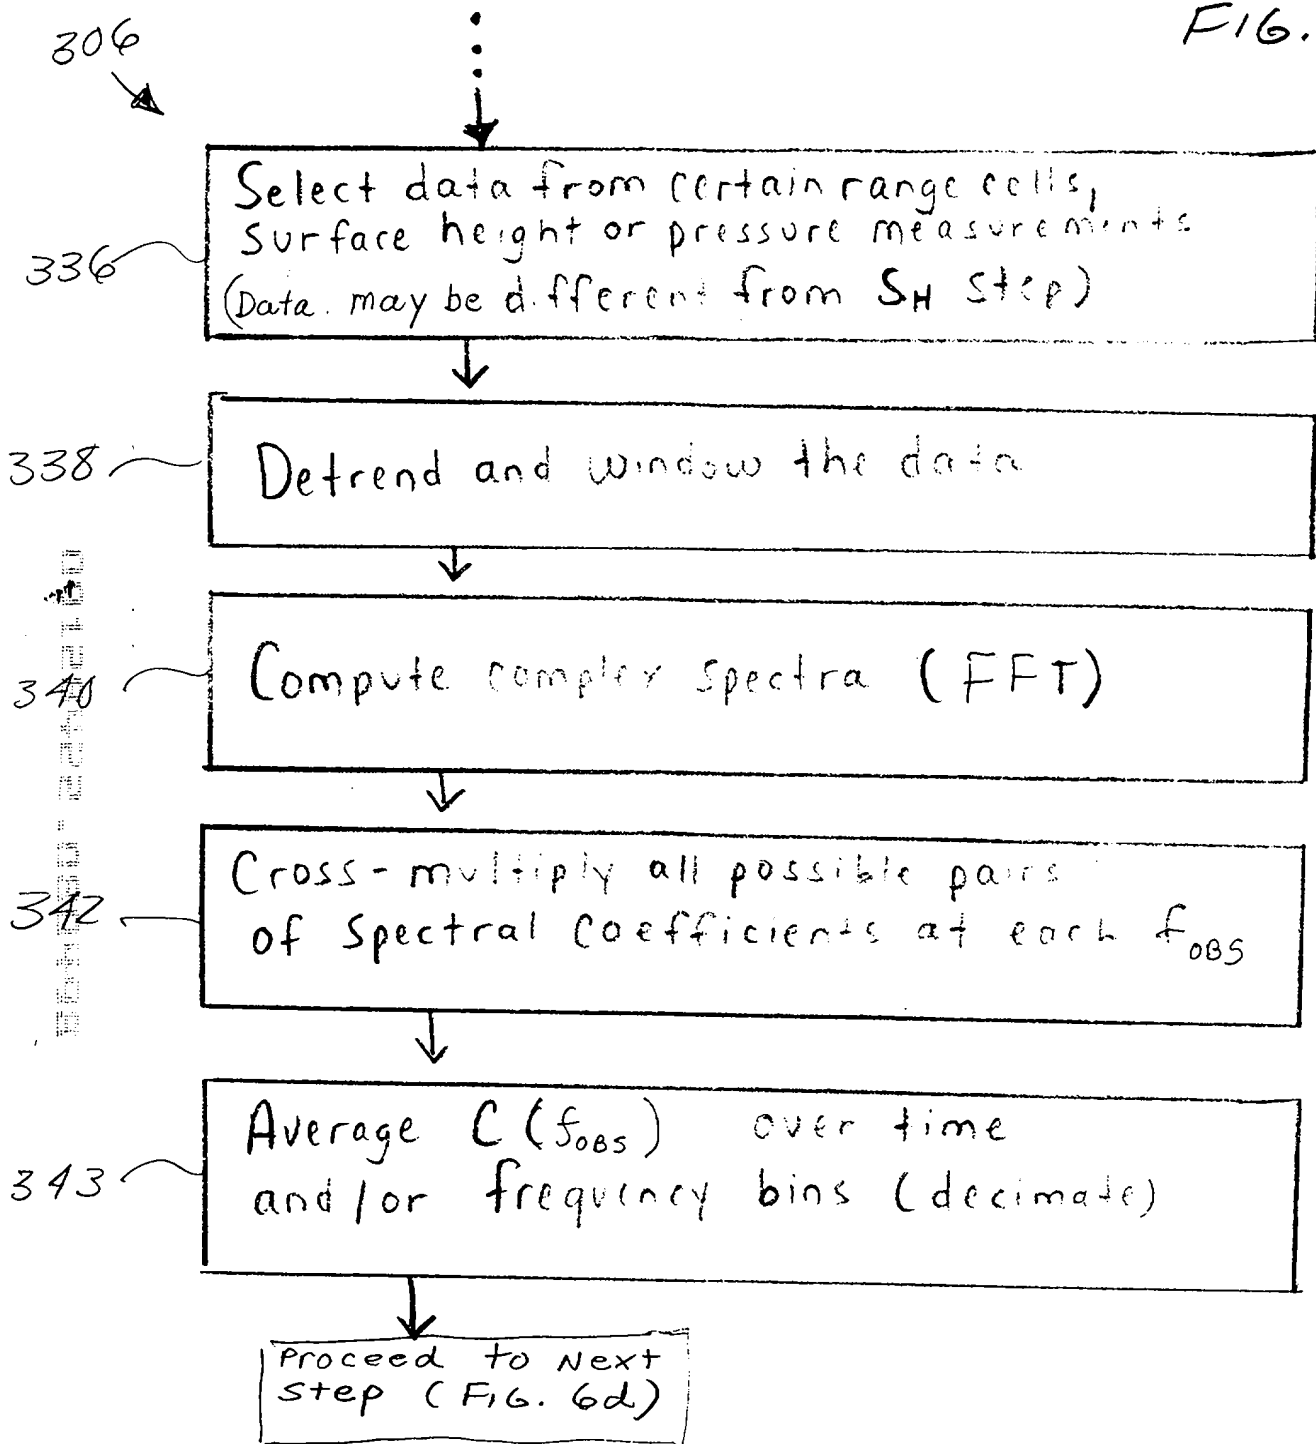 FIG.
306
Select data from certain range cells,
surface height or pressure measurements
(Data may be different from SH step)
336
Detrend and window the data
338
Compute complex spectra (FFT)
340
Cross-multiply all possible pairs
of spectral coefficients at each fOBS
342
Average C(fOBS) over time
and/or frequency bins (decimate)
343
Proceed to Next
step (FIG. 6d)